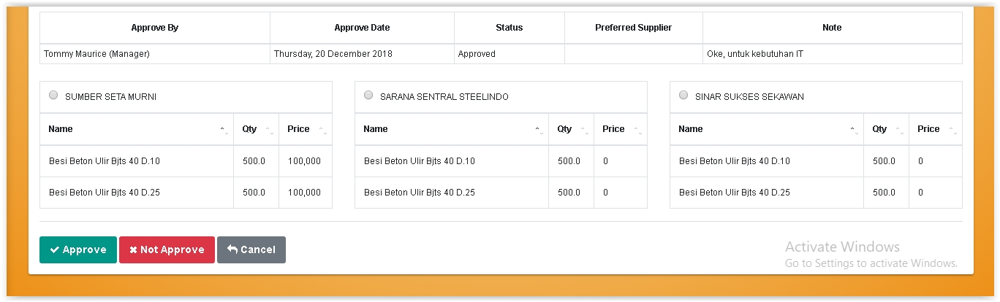 Approve By Approve Date Status Preferred Supplier Note
Tommy Maurice (Manager) Thursday, 20 December 2018 Approved Oke, untuk kebutuhan IT
SUMBER SETA MURNI
Name Qty Price
Besi Beton Ulir Bjts 40 D.10 500.0 100,000
Besi Beton Ulir Bjts 40 D.25 500.0 100,000
SARANA SENTRAL STEELINDO
Name Qty Price
Besi Beton Ulir Bjts 40 D.10 500.0 0
Besi Beton Ulir Bjts 40 D.25 500.0 0
SINAR SUKSES SEKAWAN
Name Qty Price
Besi Beton Ulir Bjts 40 D.10 500.0 0
Besi Beton Ulir Bjts 40 D.25 500.0 0
Approve Not Approve Cancel
Activate Windows
Go to Settings to activate Windows.